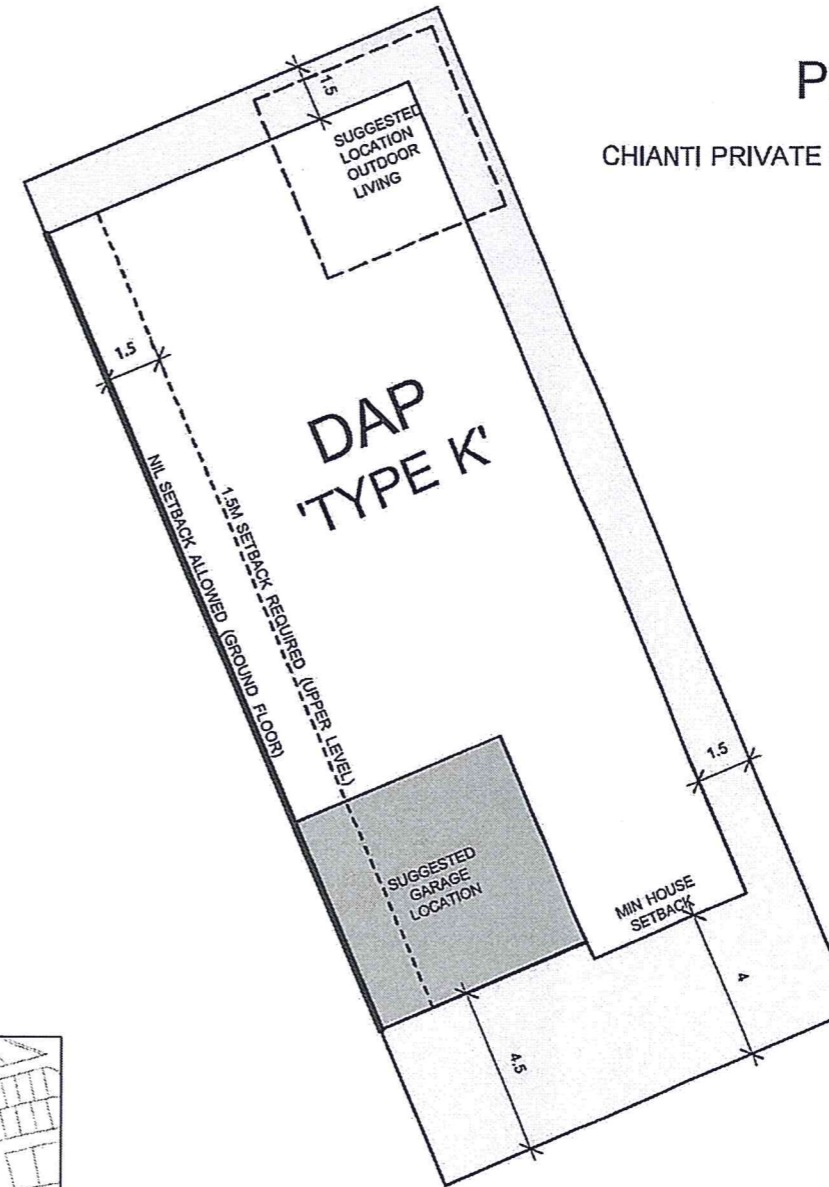 P
CHIANTI PRIVATE
1.5
SUGGESTED
LOCATION
OUTDOOR
LIVING
1.5
DAP
'TYPE K'
NIL SETBACK ALLOWED (GROUND FLOOR)
1.5M SETBACK REQUIRED (UPPER LEVEL)
1.5
SUGGESTED
GARAGE
LOCATION
MIN HOUSE
SETBACK
4
4.5